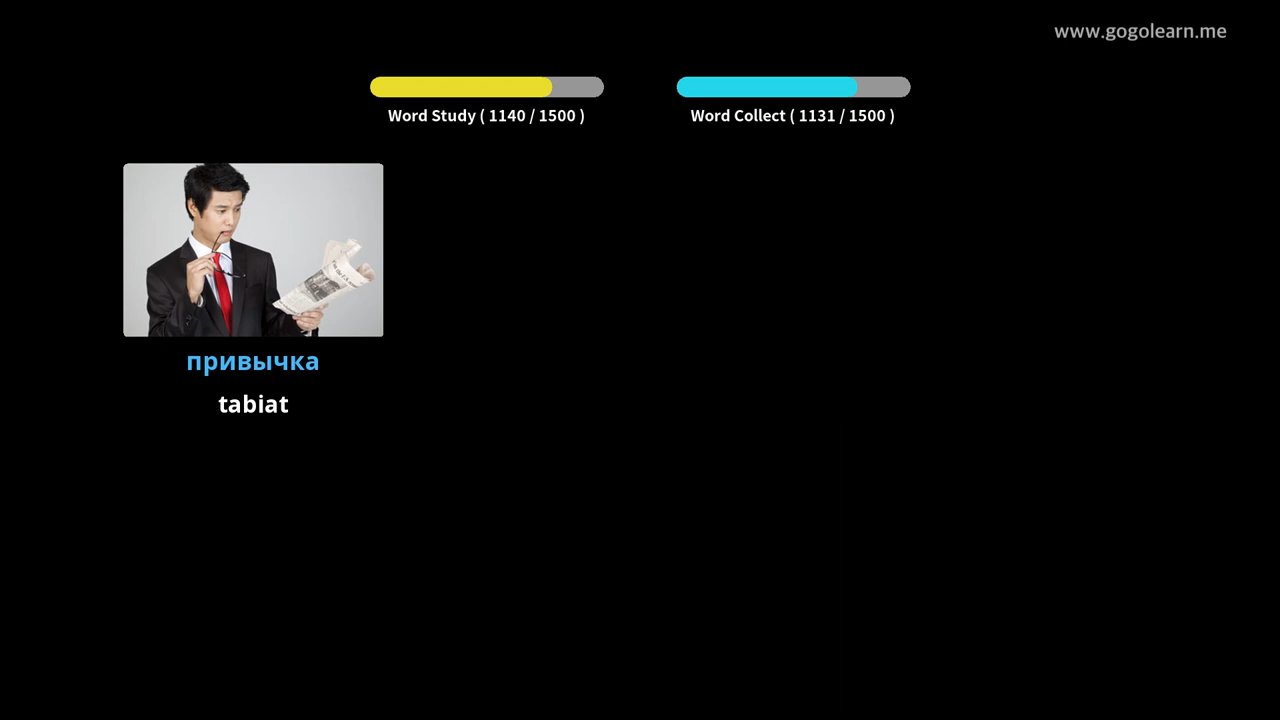 www.gogolearn.me
Word Study ( 1140 / 1500 )
Word Collect ( 1131 / 1500 )
привычка
tabiat